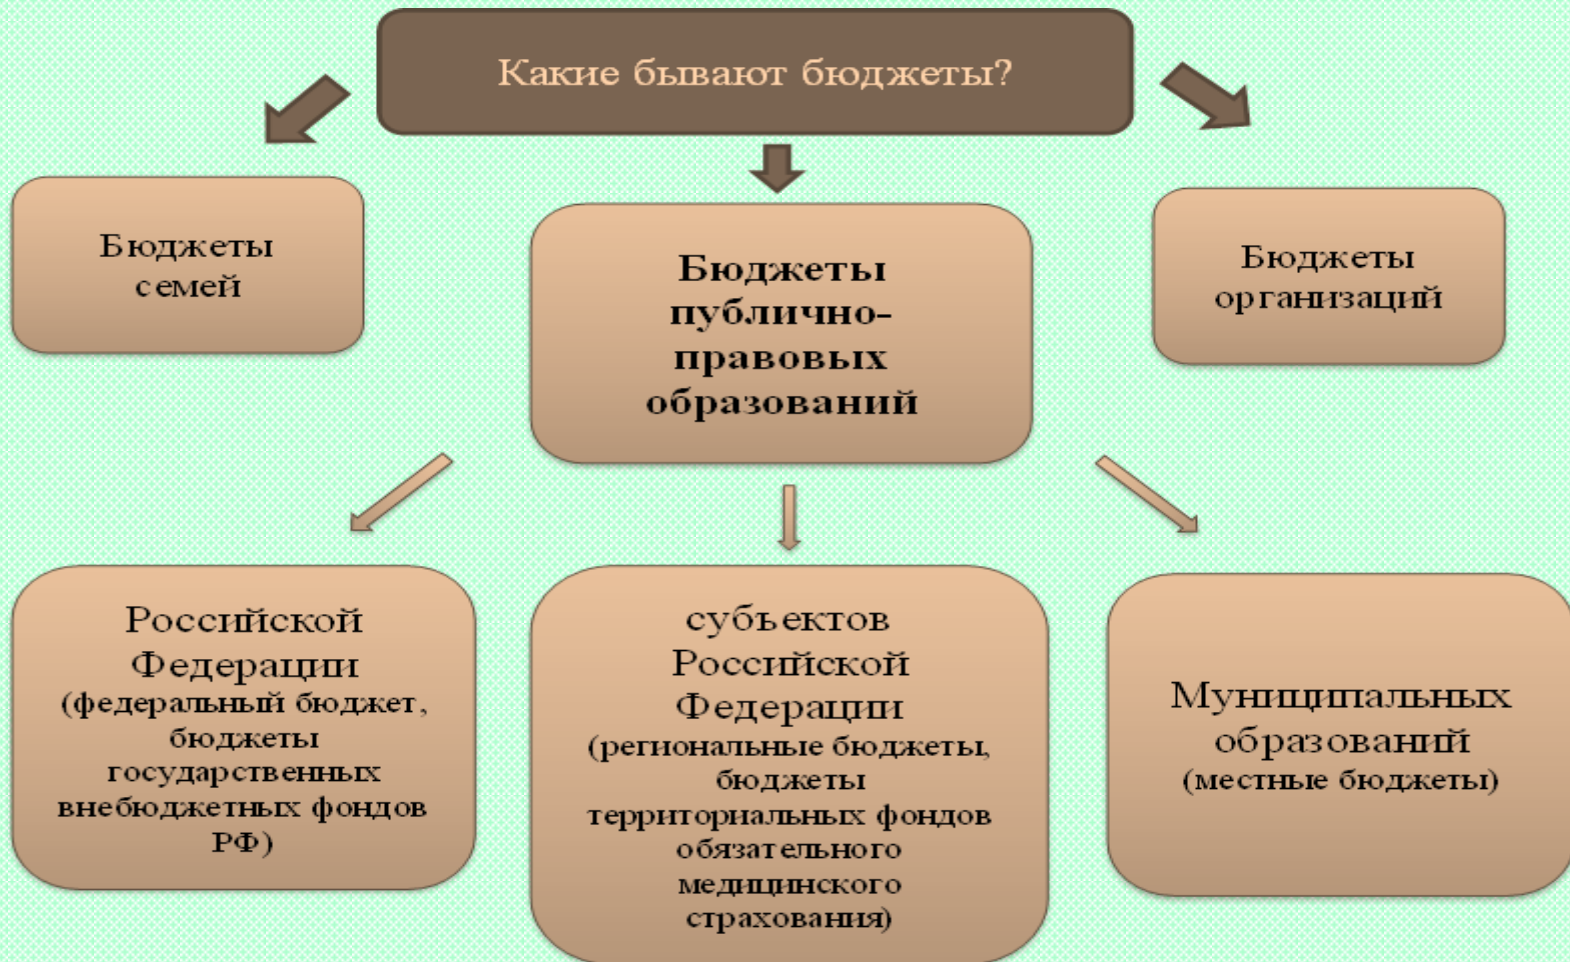 Какие бывают бюджеты?
Бюджеты
семей
Бюджеты
публично-
правовых
образований
Бюджеты
организаций
Российской
Федерации
(федеральный бюджет,
бюджеты
государственных
внебюджетных фондов
РФ)
субъектов
Российской
Федерации
(региональные бюджеты,
бюджеты
территориальных фондов
обязательного
медицинского
страхования)
Муниципальных
образований
(местные бюджеты)